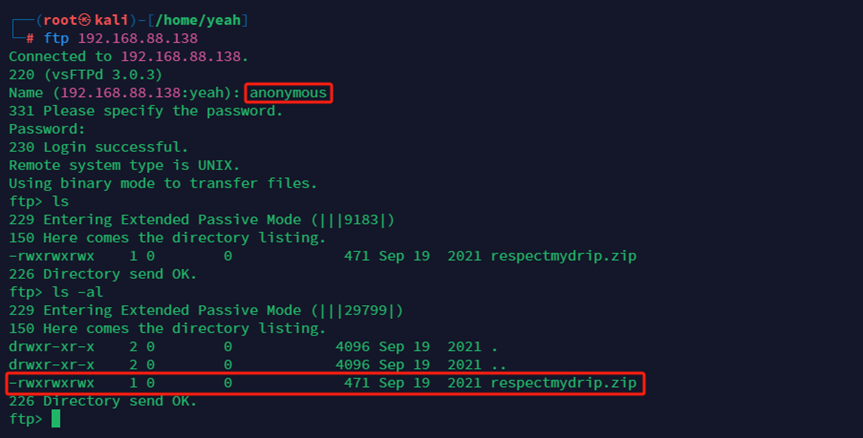 (root㉿kali)-[/home/yeah]
# ftp 192.168.88.138
Connected to 192.168.88.138.
220 (vsFTPd 3.0.3)
Name (192.168.88.138:yeah): anonymous
331 Please specify the password.
Password:
230 Login successful.
Remote system type is UNIX.
Using binary mode to transfer files.
ftp> ls
229 Entering Extended Passive Mode (|||9183|)
150 Here comes the directory listing.
-rwxrwxrwx    1 0        0             471 Sep 19  2021 respectmydrip.zip
226 Directory send OK.
ftp> ls -al
229 Entering Extended Passive Mode (|||29799|)
150 Here comes the directory listing.
drwxr-xr-x    2 0        0            4096 Sep 19  2021 .
drwxr-xr-x    2 0        0            4096 Sep 19  2021 ..
-rwxrwxrwx    1 0        0             471 Sep 19  2021 respectmydrip.zip
226 Directory send OK.
ftp>